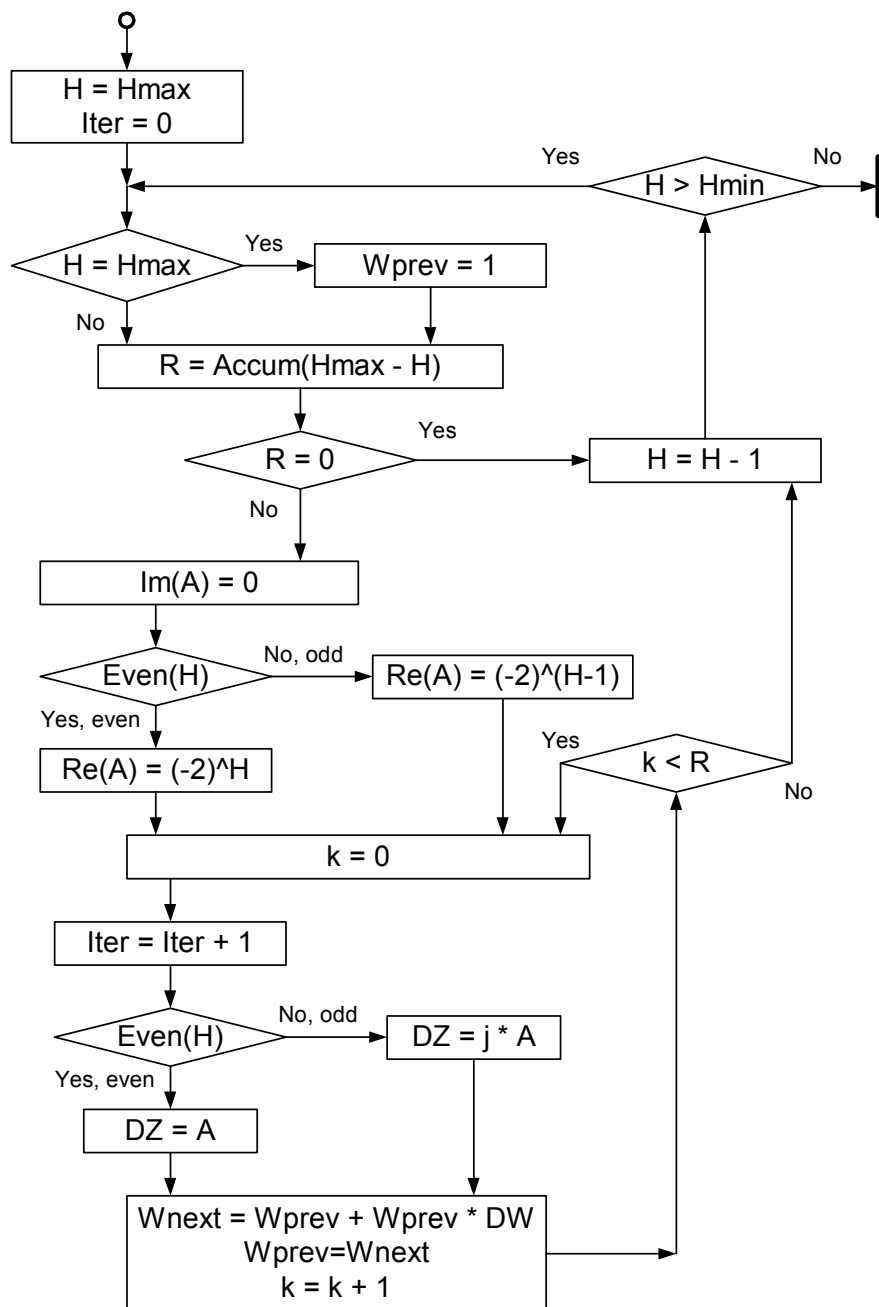 H = Hmax
Iter = 0
Yes
H > Hmin
No
H = Hmax
Yes
Wprev = 1
No
R = Accum(Hmax - H)
R = 0
Yes
H = H - 1
No
Im(A) = 0
Even(H)
No, odd
Re(A) = (-2)^(H-1)
Yes, even
Re(A) = (-2)^H
Yes
k < R
No
k = 0
Iter = Iter + 1
Even(H)
No, odd
DZ = j * A
Yes, even
DZ = A
Wnext = Wprev + Wprev * DW
Wprev=Wnext
k = k + 1